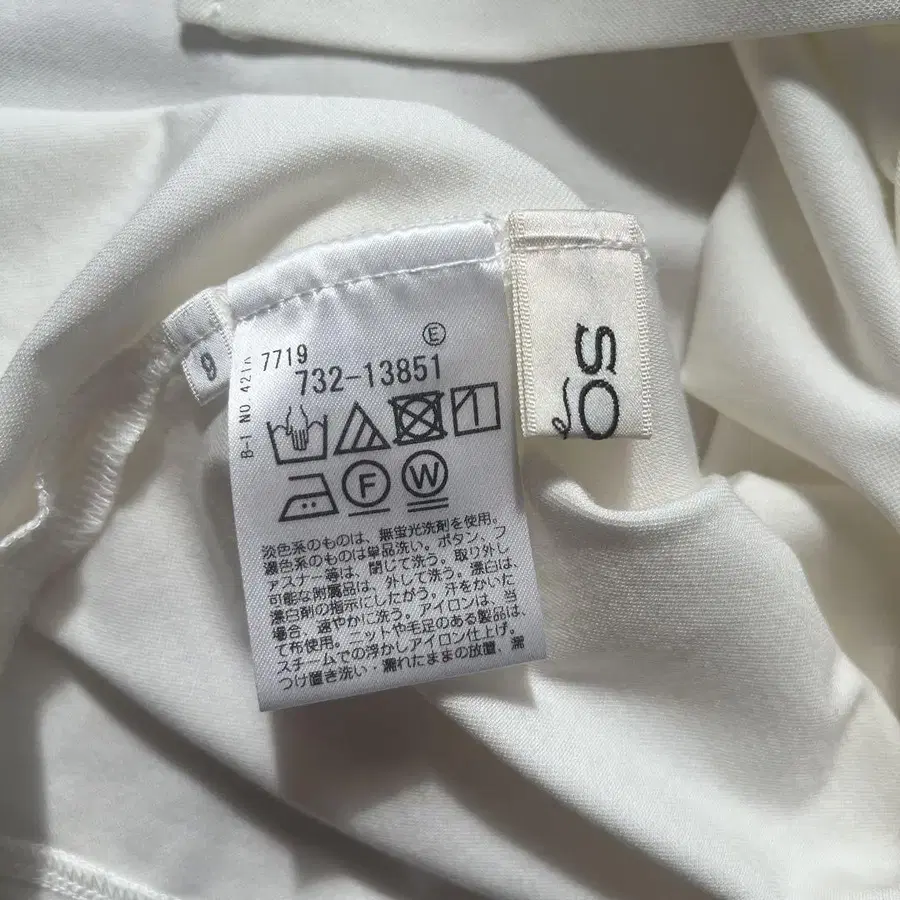 9
B-I NO.421A
7719
E
732-13851
F
W
淡色系のものは、無蛍光洗剤を使用。
濃色系のものは単品洗い。ボタン、フ
ァスナー等は、閉じて洗う。取り外し
可能な附属品は、外して洗う。漂白は、
漂白剤の指示にしたがう。汗をかいた
場合、速やかに洗う。アイロンは、当
て布使用。ニットや毛足のある製品は、
スチームでの浮かしアイロン仕上げ。
つけ置き洗い・濡れたままの放置、濡
SO